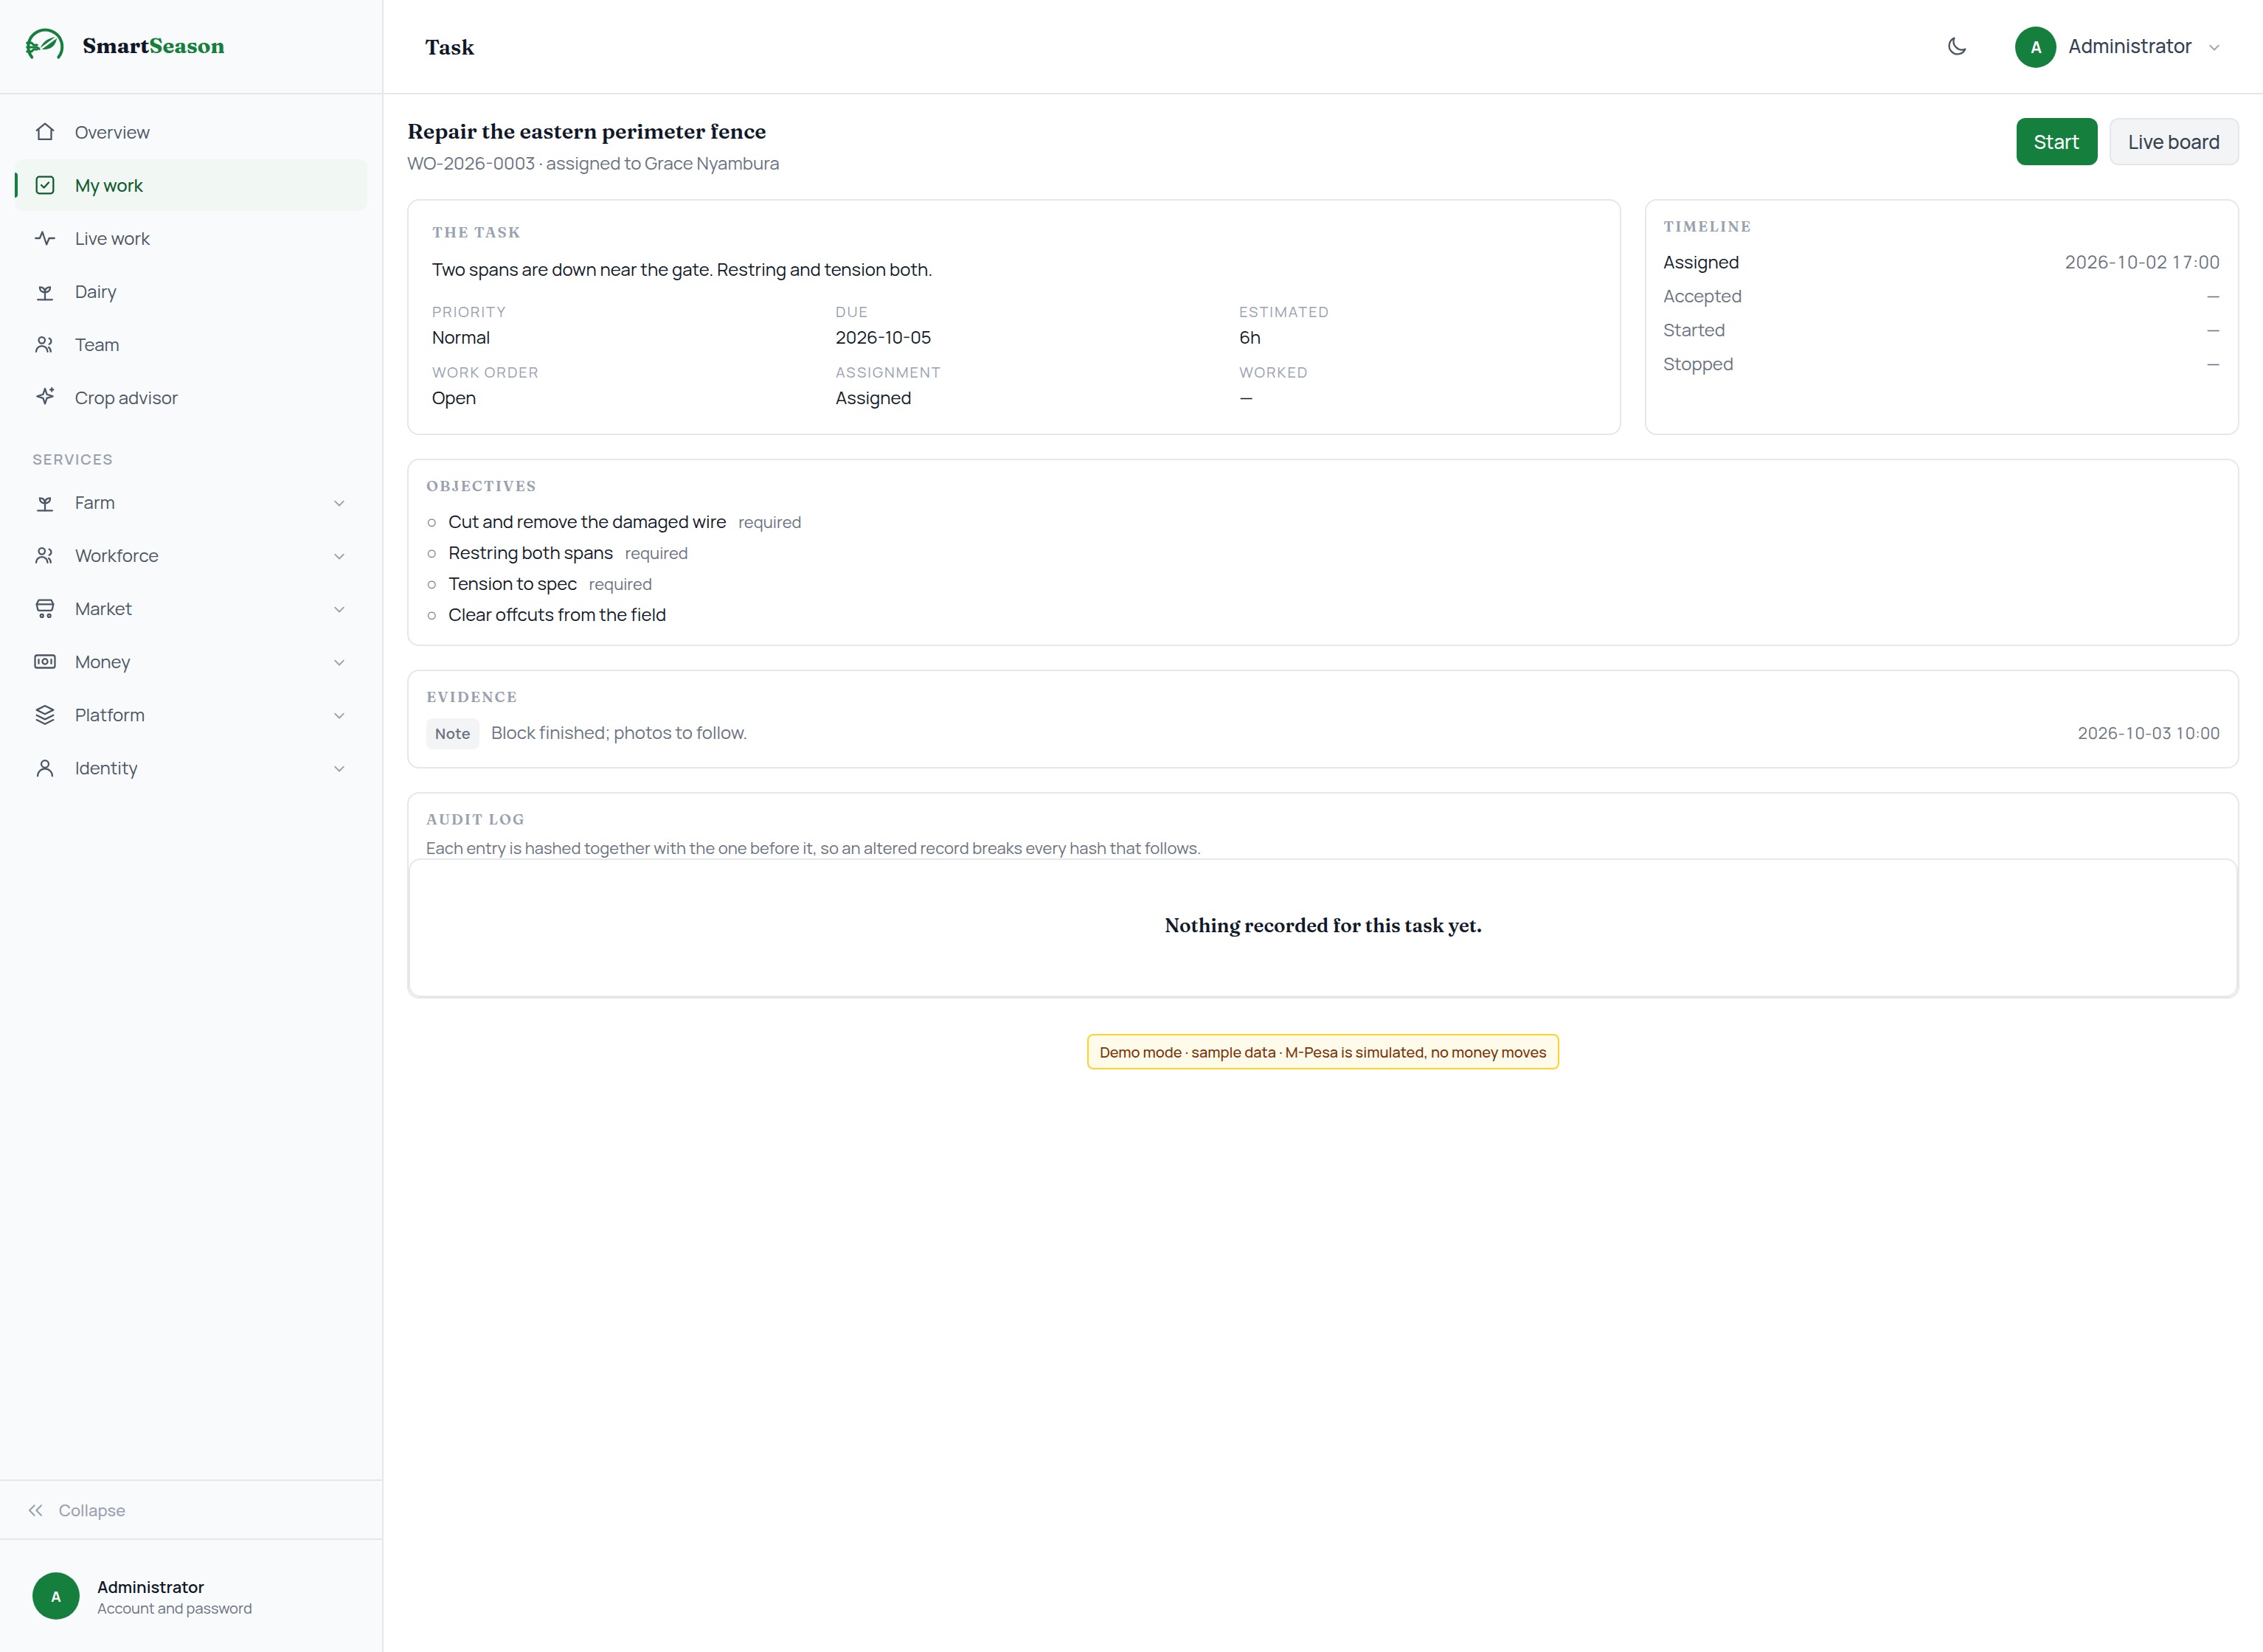 SmartSeason
Task
A
Administrator
Overview
My work
Live work
Dairy
Team
Crop advisor
SERVICES
Farm
Workforce
Market
Money
Platform
Identity
Collapse
A
Administrator
Account and password
Repair the eastern perimeter fence
WO-2026-0003 · assigned to Grace Nyambura
Start
Live board
THE TASK
Two spans are down near the gate. Restring and tension both.
PRIORITY
DUE
ESTIMATED
Normal
2026-10-05
6h
WORK ORDER
ASSIGNMENT
WORKED
Open
Assigned
—
TIMELINE
Assigned 2026-10-02 17:00
Accepted —
Started —
Stopped —
OBJECTIVES
Cut and remove the damaged wire required
Restring both spans required
Tension to spec required
Clear offcuts from the field
EVIDENCE
Note Block finished; photos to follow. 2026-10-03 10:00
AUDIT LOG
Each entry is hashed together with the one before it, so an altered record breaks every hash that follows.
Nothing recorded for this task yet.
Demo mode · sample data · M-Pesa is simulated, no money moves